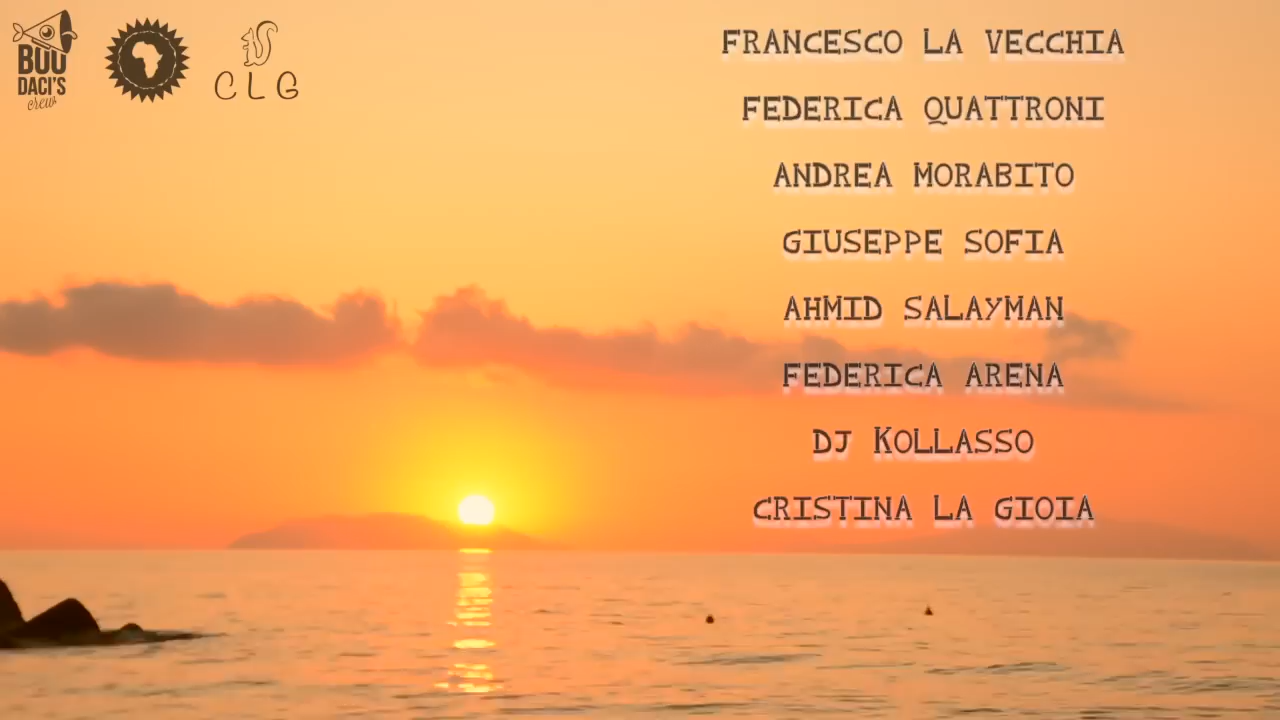 BUU
DACI'S
crew
CLG
FRANCESCO LA VECCHIA
FEDERICA QUATTRONI
ANDREA MORABITO
GIUSEPPE SOFIA
AHMID SALAYMAN
FEDERICA ARENA
DJ KOLLASSO
CRISTINA LA GIOIA